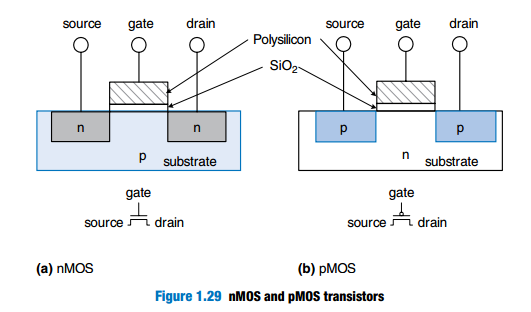 source gate drain
source gate drain
Polysilicon
SiO2
n
n
p substrate
p
p
n substrate
gate
source drain
gate
source drain
(a) nMOS
(b) pMOS
Figure 1.29 nMOS and pMOS transistors